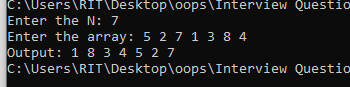 C:\Users\RIT\Desktop\oops\Interview Questio
Enter the N: 7
Enter the array: 5 2 7 1 3 8 4
Output: 1 8 3 4 5 2 7
C:\Users\RIT\Desktop\oops\Interview Questio